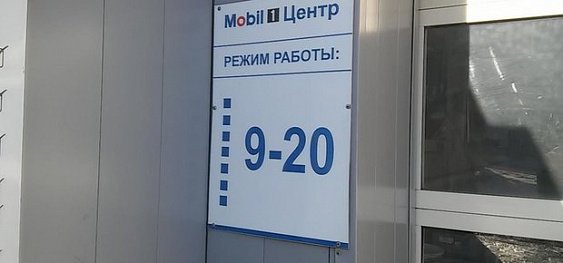 Mobil 1 Центр
РЕЖИМ РАБОТЫ:
9-20